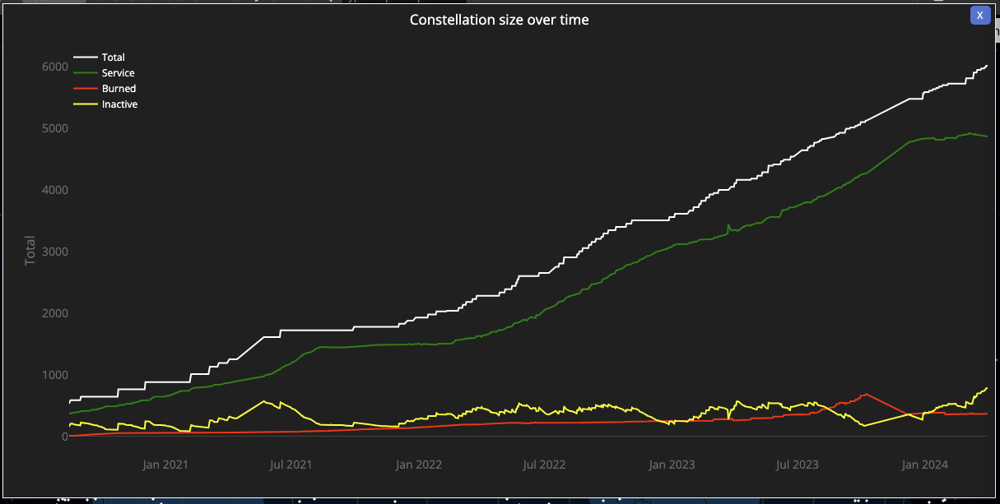 Constellation size over time
X
Total
Service
Burned
Inactive
6000
5000
4000
3000
2000
1000
0
Total
Jan 2021
Jul 2021
Jan 2022
Jul 2022
Jan 2023
Jul 2023
Jan 2024